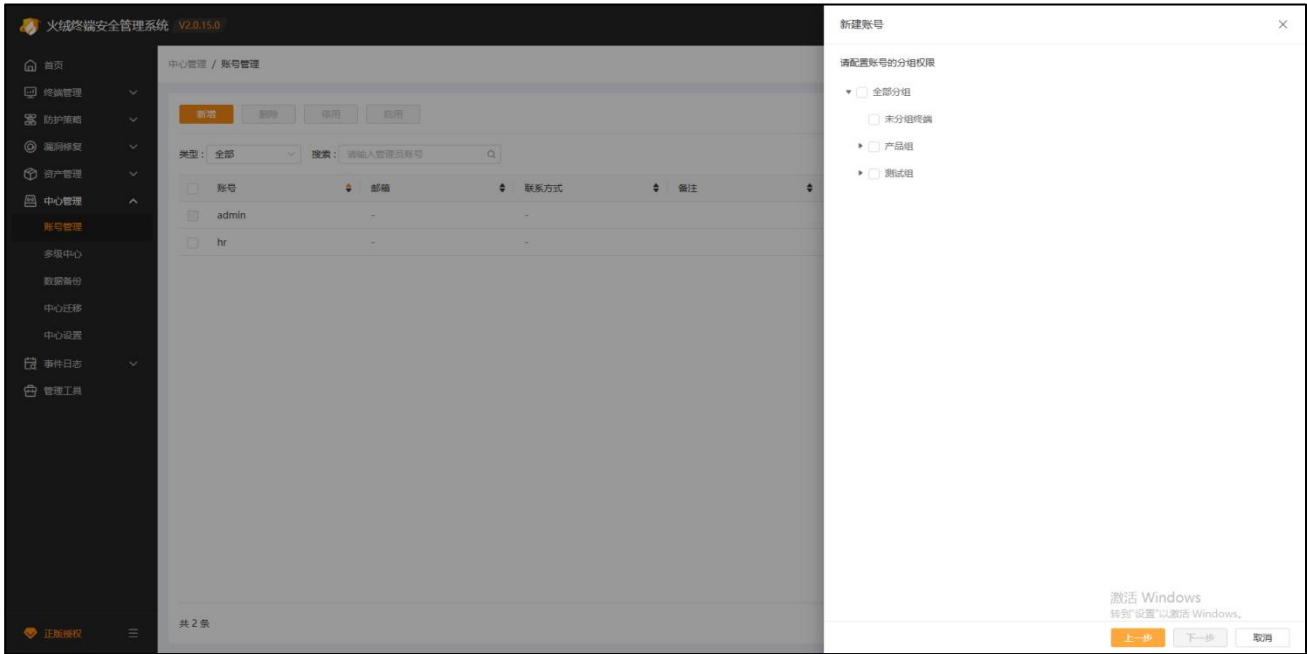 火绒终端安全管理系统 V2.0.15.0
首页
终端管理
防护策略
漏洞修复
资产管理
中心管理
账号管理
多级中心
数据备份
中心迁移
中心设置
事件日志
管理工具
正版授权
中心管理 / 账号管理
新增 删除 停用 启用
类型： 全部 搜索： 请输入管理员账号
账号 邮箱 联系方式 备注
admin - -
hr - -
共 2 条
新建账号
请配置账号的分组权限
全部分组
未分组终端
产品组
测试组
激活 Windows
转到"设置"以激活 Windows。
上一步 下一步 取消